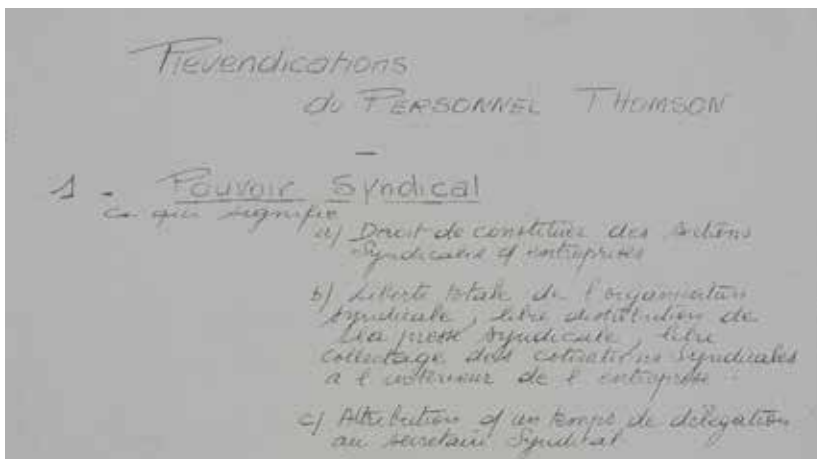 Revendications
du PERSONNEL THOMSON
1 - Pouvoir Syndical
Ce qui signifie
a) Droit de constituer des sections
Syndicales d'entreprises
b) Liberté totale de l'organisation
syndicale, libre distribution de
la presse syndicale, libre
collectage des cotisations syndicales
a l'interieur de l'entreprise.
c) Attribution d'un temps de délégation
au secretaire syndical